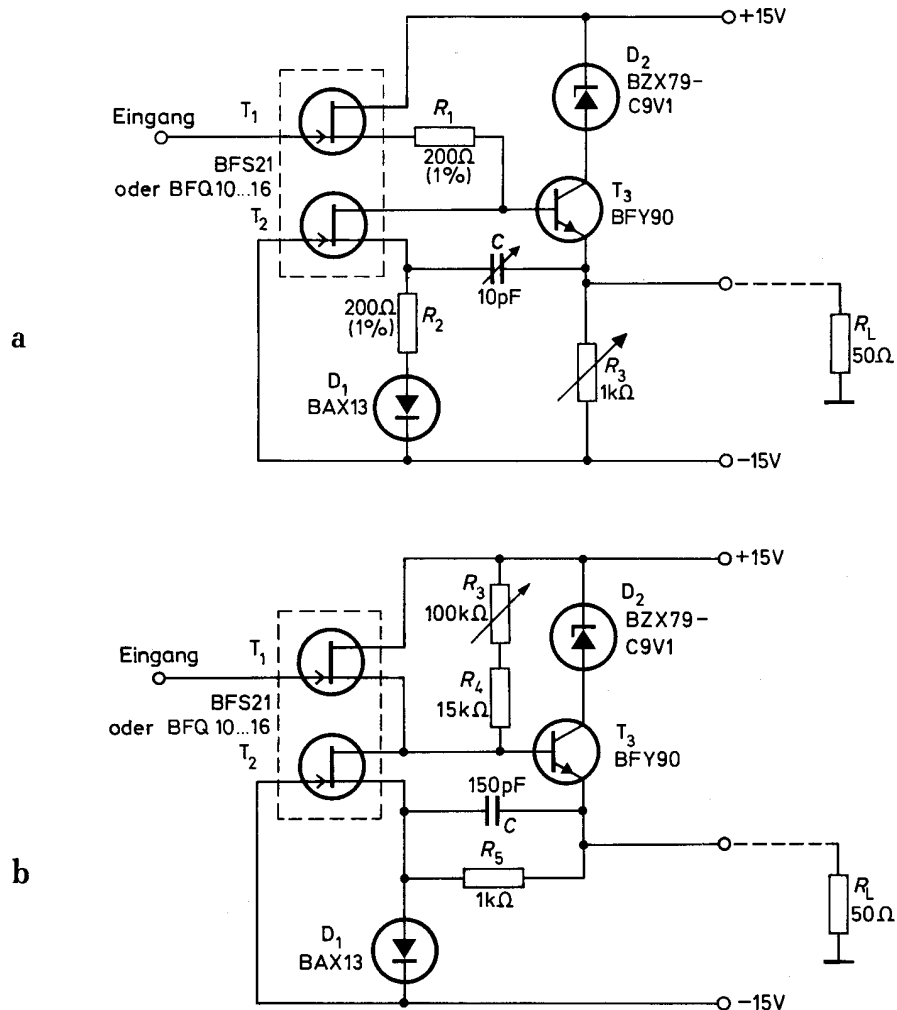 +15V
D2
BZX79-
C9V1
Eingang
T1
R1
200Ω
(1%)
BFS21
oder BFQ10...16
T2
T3
BFY90
C
10pF
200Ω
(1%)
R2
D1
BAX13
R3
1kΩ
RL
50Ω
-15V
a
+15V
R3
100kΩ
D2
BZX79-
C9V1
Eingang
T1
BFS21
oder BFQ10...16
R4
15kΩ
T2
T3
BFY90
150pF
C
R5
1kΩ
D1
BAX13
RL
50Ω
-15V
b